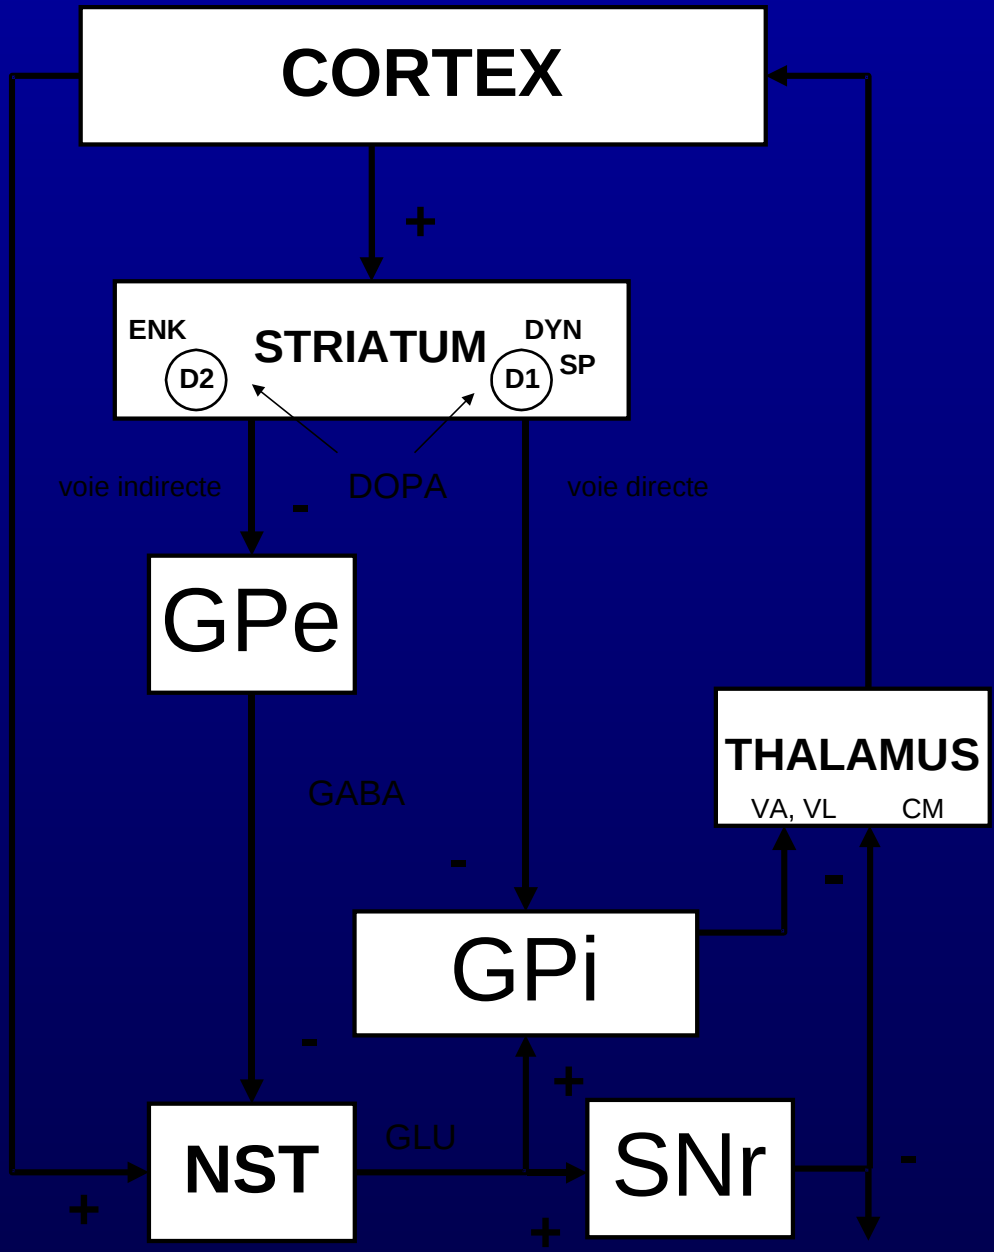 CORTEX
+
ENK
STRIATUM
DYN
SP
D2
D1
voie indirecte
-
DOPA
voie directe
GPe
THALAMUS
VA, VL
CM
GABA
-
-
GPi
-
+
NST
GLU
SNr
-
+
+